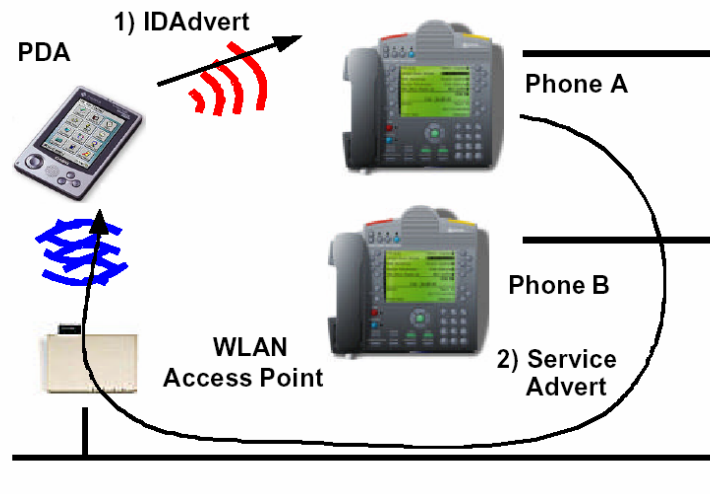 1) IDAdvert
PDA
Phone A
Phone B
WLAN
Access Point
2) Service
Advert